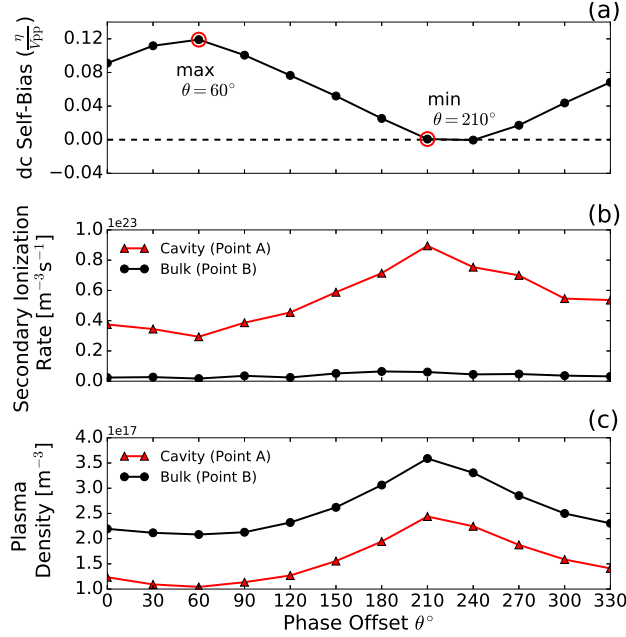 (a)
dc Self-Bias (η/Vpp)
0.12
0.08
0.04
0.00
−0.04
max
θ = 60°
min
θ = 210°
(b)
1e23
Secondary Ionization
Rate [m⁻³s⁻¹]
1.0
0.8
0.6
0.4
0.2
0.0
Cavity (Point A)
Bulk (Point B)
(c)
1e17
Plasma
Density [m⁻³]
4.0
3.5
3.0
2.5
2.0
1.5
1.0
Cavity (Point A)
Bulk (Point B)
0 30 60 90 120 150 180 210 240 270 300 330
Phase Offset θ°